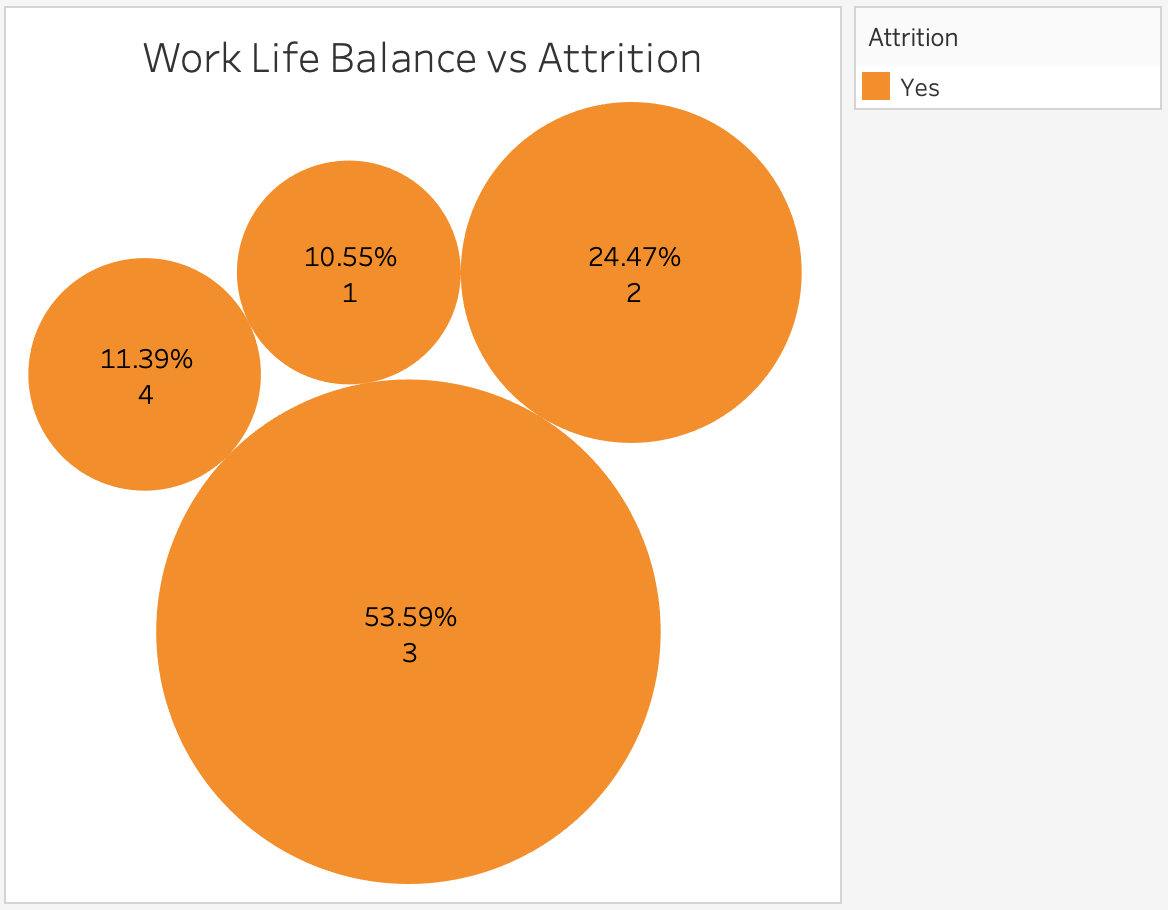 Work Life Balance vs Attrition
10.55%
1
24.47%
2
11.39%
4
53.59%
3
Attrition
Yes